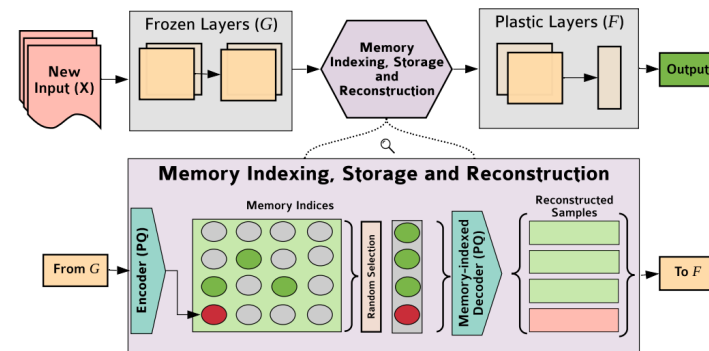 Frozen Layers (G)
Plastic Layers (F)
New
Input (X)
Memory
Indexing, Storage
and
Reconstruction
Output
Memory Indexing, Storage and Reconstruction
Memory Indices
Reconstructed
Samples
From G
Encoder (PQ)
Random Selection
Memory-indexed
Decoder (PQ)
To F